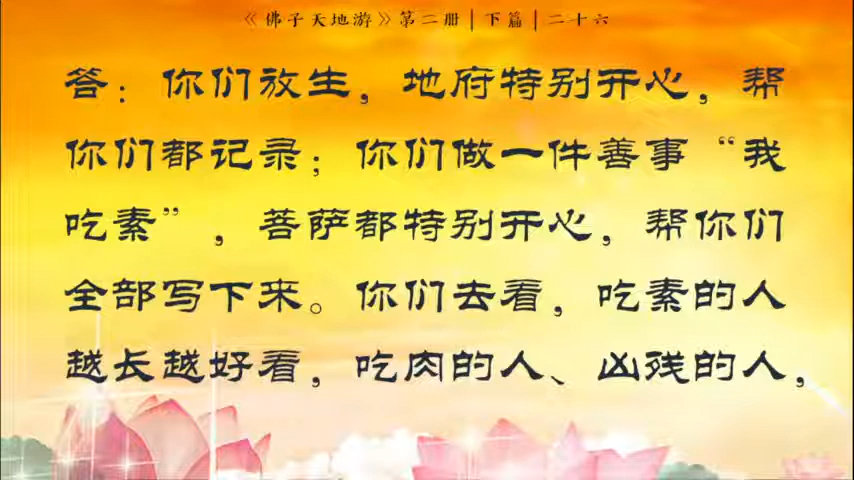 《佛子天地游》第二册|下篇|二十六
答：你们放生，地府特别开心，帮
你们都记录；你们做一件善事“我
吃素”，菩萨都特别开心，帮你们
全部写下来。你们去看，吃素的人
越长越好看，吃肉的人、凶残的人，